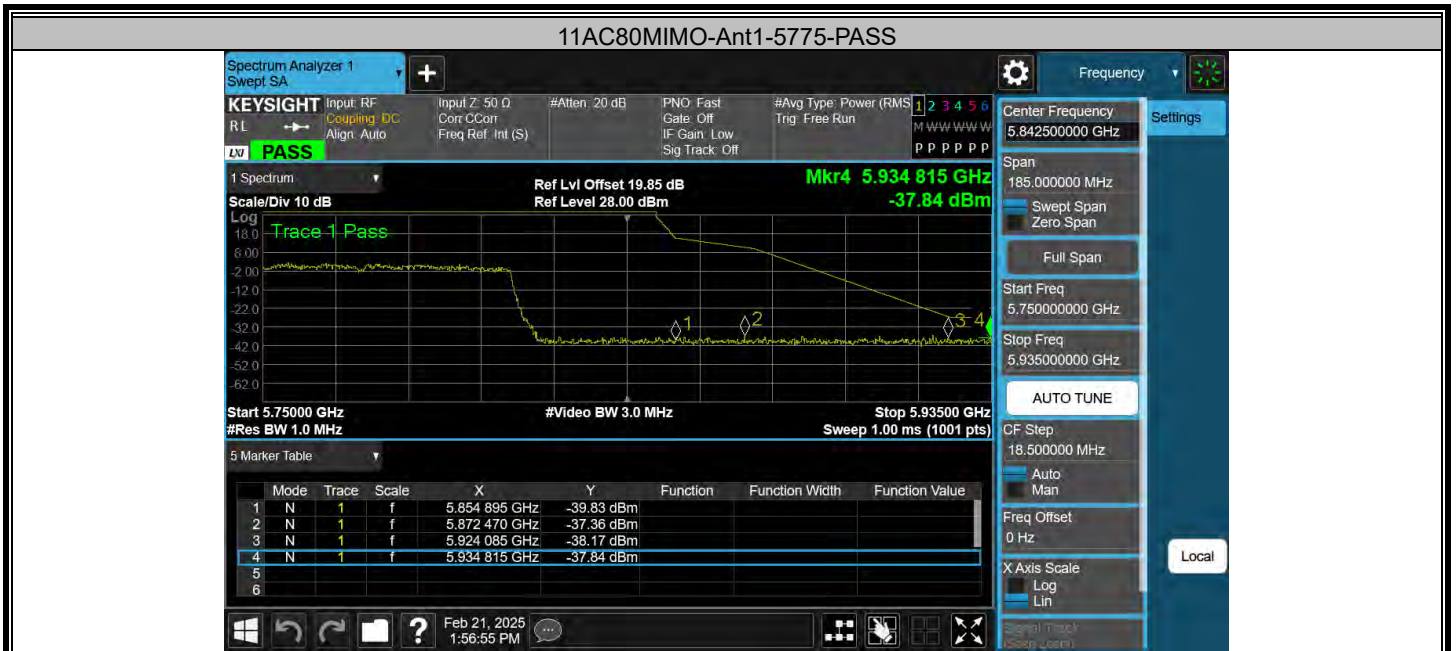 11AC80MIMO-Ant1-5775-PASS
Spectrum Analyzer 1
Swept SA
Frequency
KEYSIGHT
RL
LXI
PASS
Input: RF
Coupling: DC
Align: Auto
Input Z: 50 Ω
Corr CCorr
Freq Ref: Int (S)
#Atten: 20 dB
PNO: Fast
Gate: Off
IF Gain: Low
Sig Track: Off
#Avg Type: Power (RMS
Trig: Free Run
1 2 3 4 5 6
M W W W W W
P P P P P P
Center Frequency
5.842500000 GHz
Settings
Span
185.000000 MHz
Swept Span
Zero Span
Full Span
Start Freq
5.750000000 GHz
Stop Freq
5.935000000 GHz
AUTO TUNE
CF Step
18.500000 MHz
Auto
Man
Freq Offset
0 Hz
X Axis Scale
Log
Lin
Local
1 Spectrum
Scale/Div 10 dB
Ref Lvl Offset 19.85 dB
Ref Level 28.00 dBm
Mkr4 5.934 815 GHz
-37.84 dBm
Log
Trace 1 Pass
18.0
8.00
-2.00
-12.0
-22.0
-32.0
-42.0
-52.0
-62.0
1
2
3
4
Start 5.75000 GHz
#Video BW 3.0 MHz
Stop 5.93500 GHz
#Res BW 1.0 MHz
Sweep 1.00 ms (1001 pts)
5 Marker Table
Mode Trace Scale X Y Function Function Width Function Value
1 N 1 f 5.854 895 GHz -39.83 dBm
2 N 1 f 5.872 470 GHz -37.36 dBm
3 N 1 f 5.924 085 GHz -38.17 dBm
4 N 1 f 5.934 815 GHz -37.84 dBm
5
6
?
Feb 21, 2025
1:56:55 PM